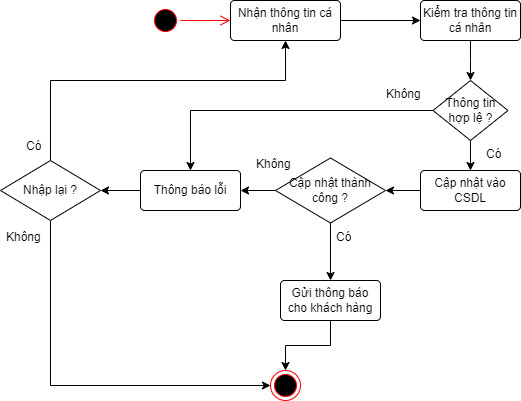 Nhận thông tin cá
nhân
Kiểm tra thông tin
cá nhân
Không
Thông tin
hợp lệ ?
Có
Có
Không
Nhập lại ?
Thông báo lỗi
Cập nhật thành
công ?
Cập nhật vào
CSDL
Không
Có
Gửi thông báo
cho khách hàng